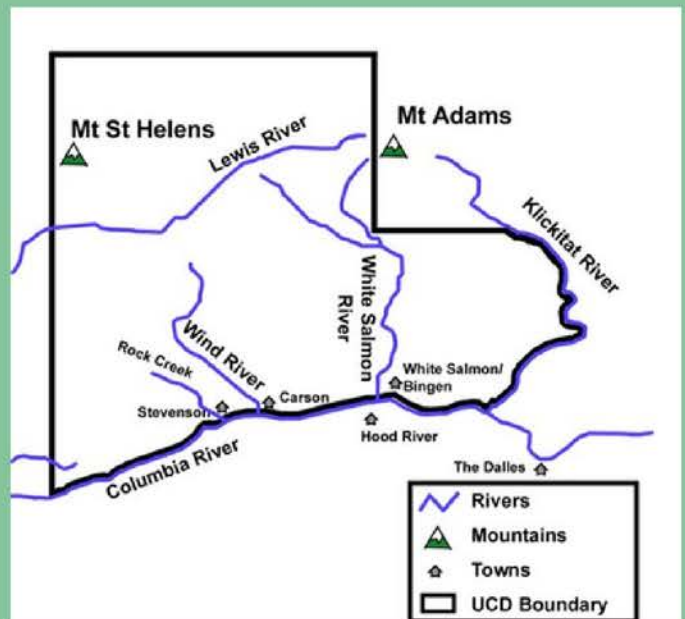 Mt St Helens
Mt Adams
Lewis River
Klickitat River
White Salmon
River
Wind River
Rock Creek
White Salmon/
Bingen
Carson
Stevenson
Hood River
Columbia River
The Dalles
Rivers
Mountains
Towns
UCD Boundary